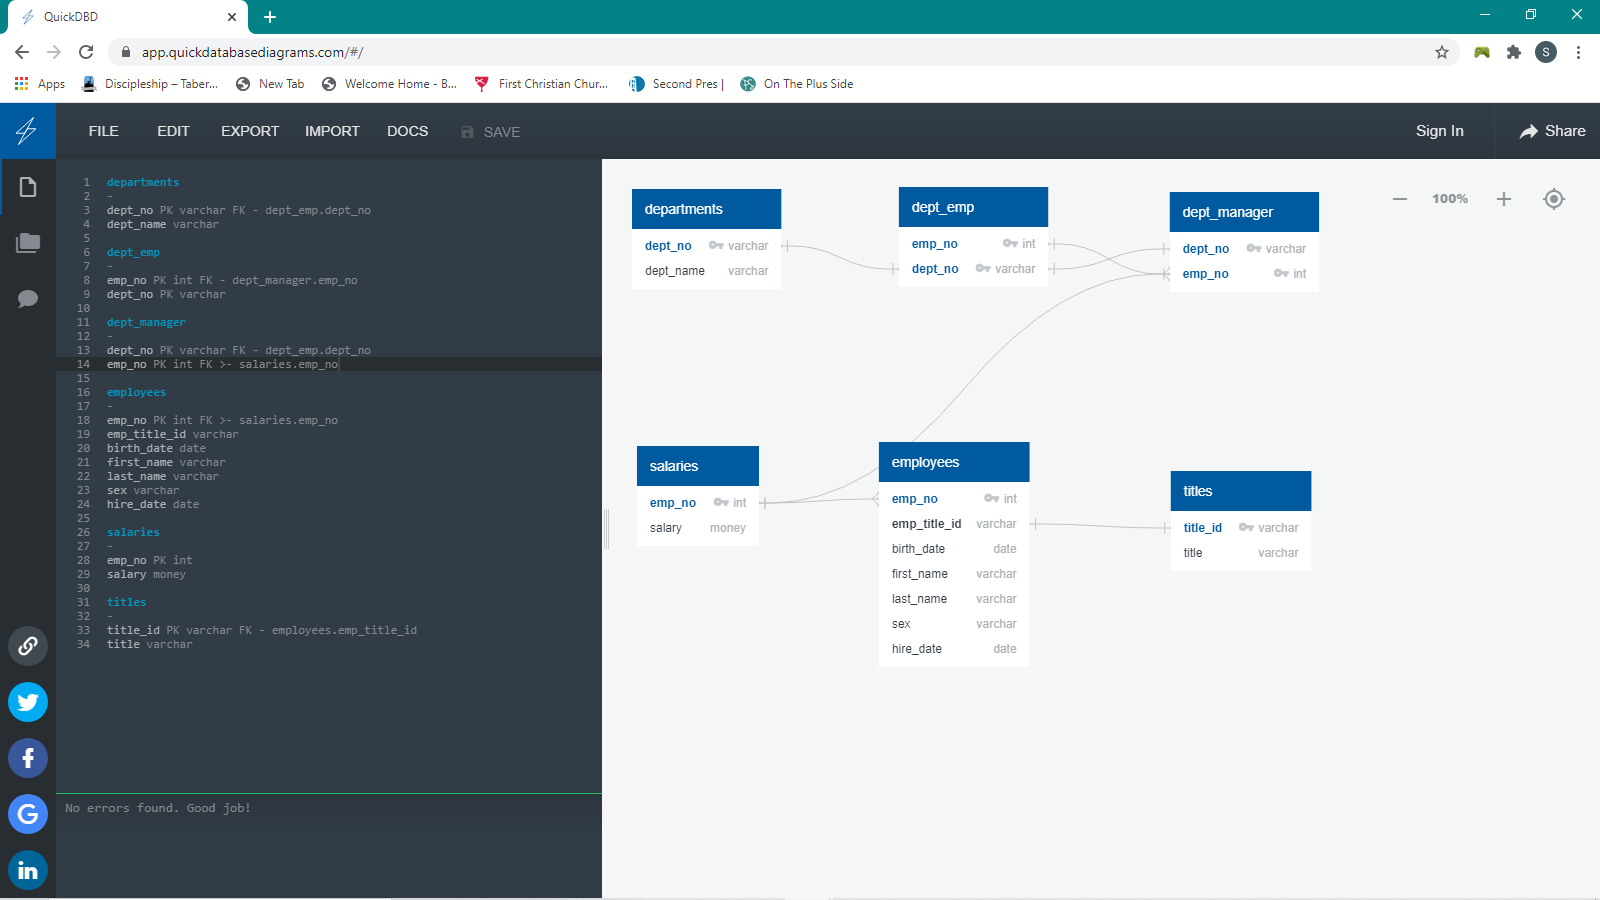 QuickDBD
app.quickdatabasediagrams.com/#/
S
Apps Discipleship – Taber... New Tab Welcome Home - B... First Christian Chur... Second Pres | On The Plus Side
FILE EDIT EXPORT IMPORT DOCS SAVE Sign In Share
1 departments
2 -
3 dept_no PK varchar FK - dept_emp.dept_no
4 dept_name varchar
5
6 dept_emp
7 -
8 emp_no PK int FK - dept_manager.emp_no
9 dept_no PK varchar
10
11 dept_manager
12 -
13 dept_no PK varchar FK - dept_emp.dept_no
14 emp_no PK int FK >- salaries.emp_no
15
16 employees
17 -
18 emp_no PK int FK >- salaries.emp_no
19 emp_title_id varchar
20 birth_date date
21 first_name varchar
22 last_name varchar
23 sex varchar
24 hire_date date
25
26 salaries
27 -
28 emp_no PK int
29 salary money
30
31 titles
32 -
33 title_id PK varchar FK - employees.emp_title_id
34 title varchar
No errors found. Good job!
departments
dept_no varchar
dept_name varchar
dept_emp
emp_no int
dept_no varchar
dept_manager
dept_no varchar
emp_no int
100%
salaries
emp_no int
salary money
employees
emp_no int
emp_title_id varchar
birth_date date
first_name varchar
last_name varchar
sex varchar
hire_date date
titles
title_id varchar
title varchar